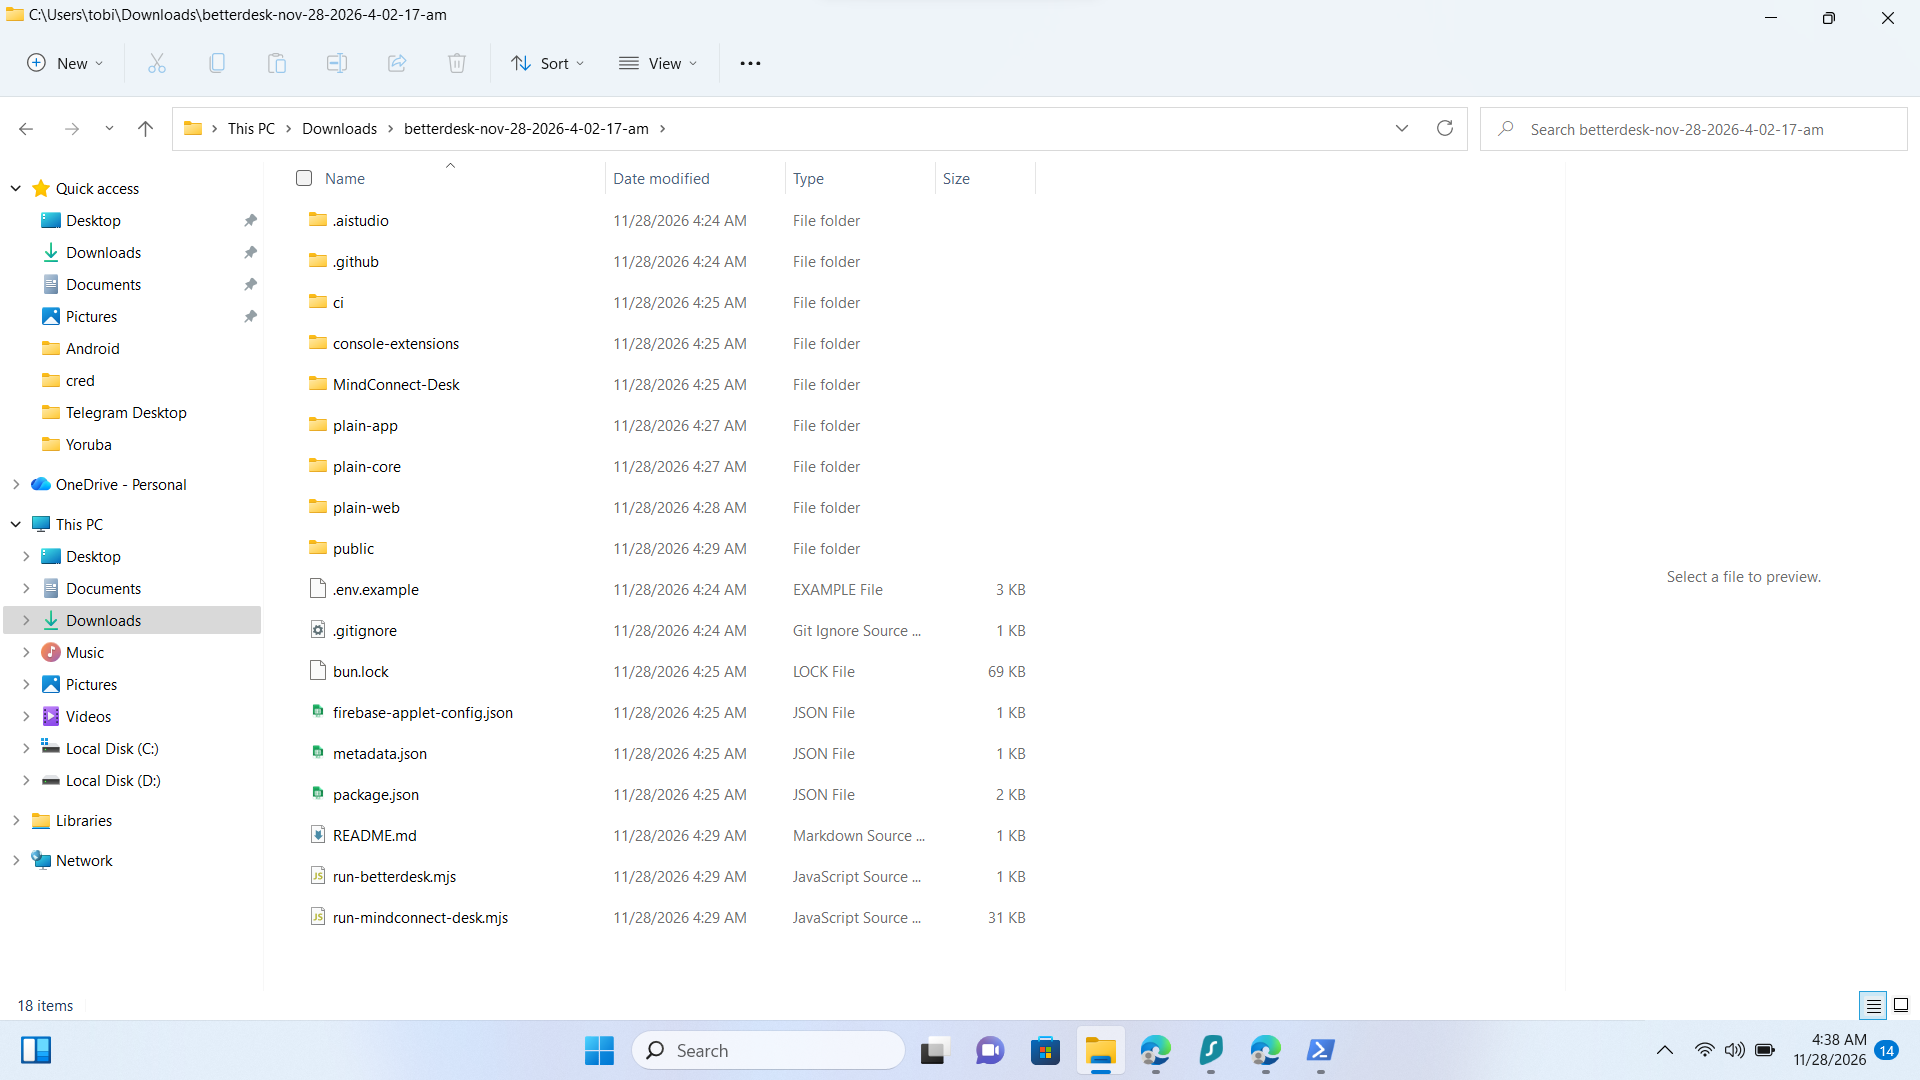 C:\Users\tobi\Downloads\betterdesk-nov-28-2026-4-02-17-am
New
Sort
View
This PC > Downloads > betterdesk-nov-28-2026-4-02-17-am >
Search betterdesk-nov-28-2026-4-02-17-am
Quick access
Desktop
Downloads
Documents
Pictures
Android
cred
Telegram Desktop
Yoruba
OneDrive - Personal
This PC
Desktop
Documents
Downloads
Music
Pictures
Videos
Local Disk (C:)
Local Disk (D:)
Libraries
Network
Name Date modified Type Size
.aistudio 11/28/2026 4:24 AM File folder
.github 11/28/2026 4:24 AM File folder
ci 11/28/2026 4:25 AM File folder
console-extensions 11/28/2026 4:25 AM File folder
MindConnect-Desk 11/28/2026 4:25 AM File folder
plain-app 11/28/2026 4:27 AM File folder
plain-core 11/28/2026 4:27 AM File folder
plain-web 11/28/2026 4:28 AM File folder
public 11/28/2026 4:29 AM File folder
.env.example 11/28/2026 4:24 AM EXAMPLE File 3 KB
.gitignore 11/28/2026 4:24 AM Git Ignore Source ... 1 KB
bun.lock 11/28/2026 4:25 AM LOCK File 69 KB
firebase-applet-config.json 11/28/2026 4:25 AM JSON File 1 KB
metadata.json 11/28/2026 4:25 AM JSON File 1 KB
package.json 11/28/2026 4:25 AM JSON File 2 KB
README.md 11/28/2026 4:29 AM Markdown Source ... 1 KB
run-betterdesk.mjs 11/28/2026 4:29 AM JavaScript Source ... 1 KB
run-mindconnect-desk.mjs 11/28/2026 4:29 AM JavaScript Source ... 31 KB
Select a file to preview.
18 items
Search
4:38 AM
11/28/2026
14